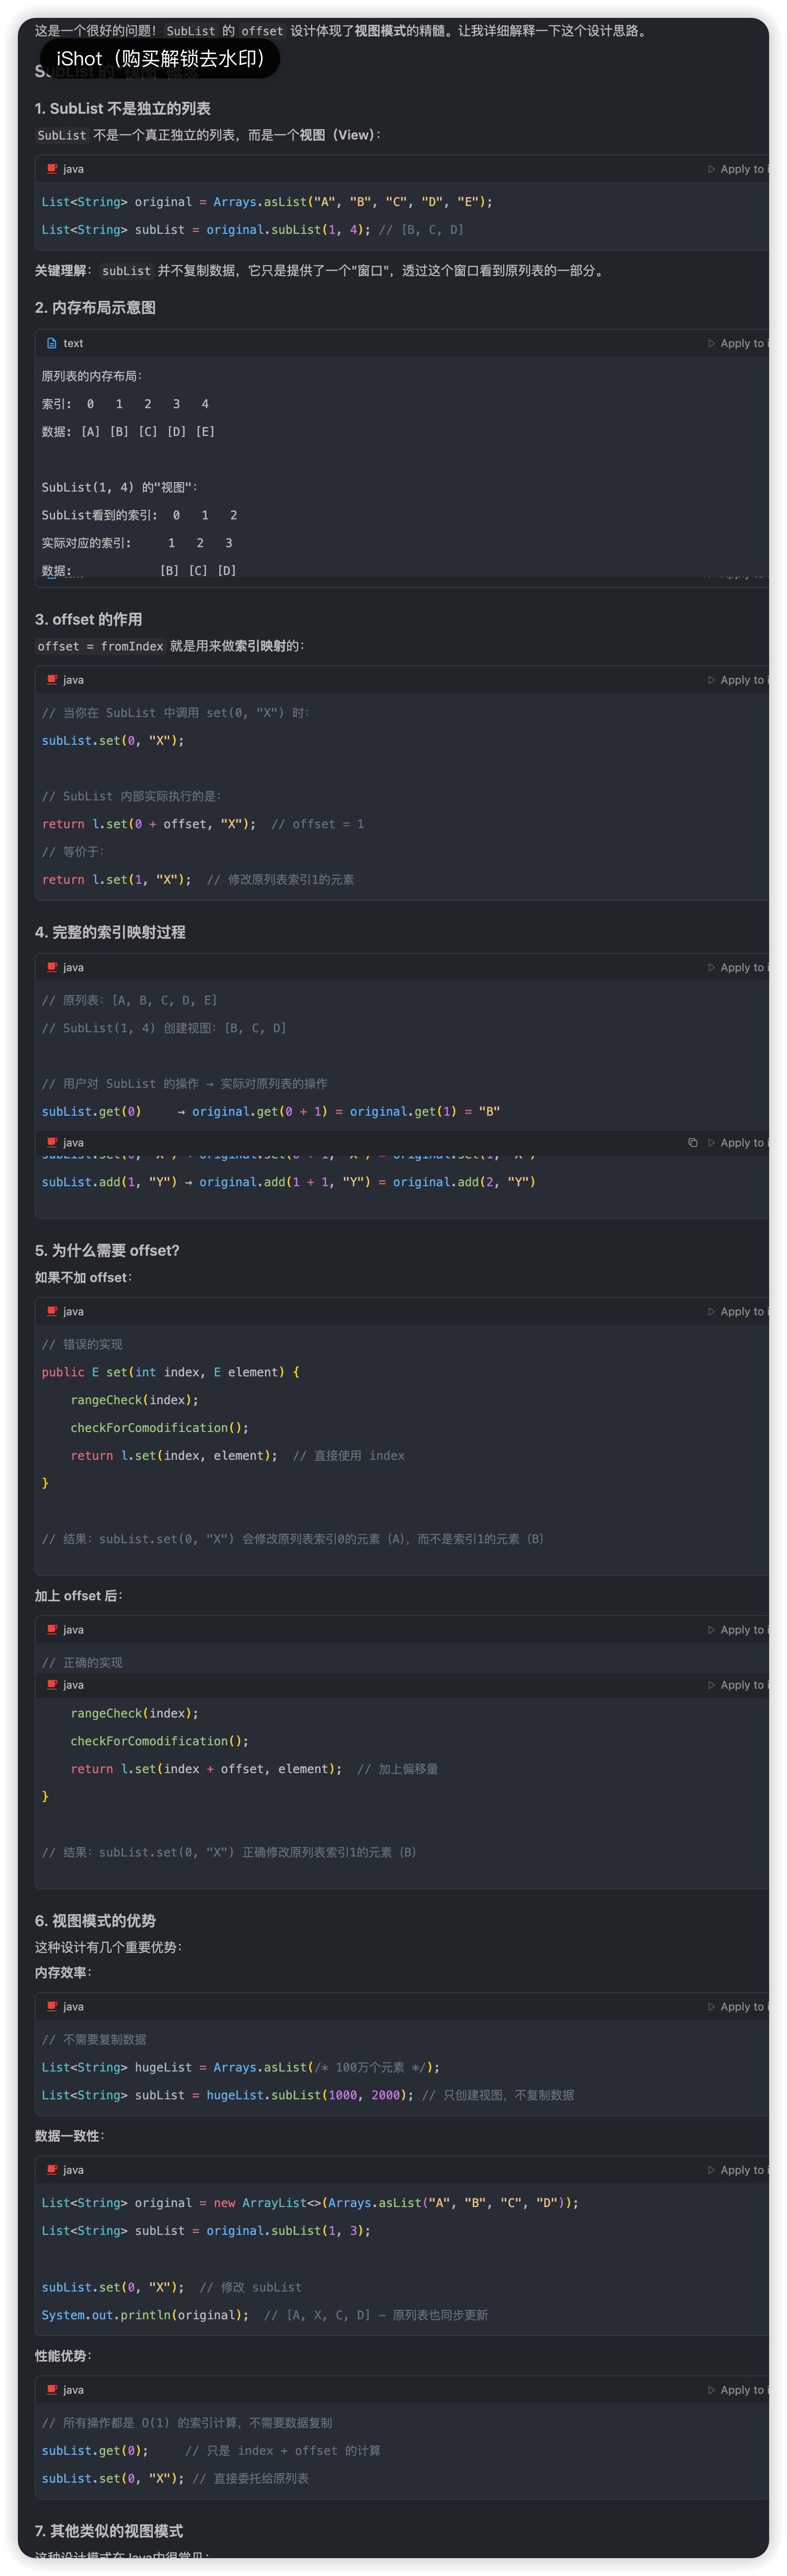 这是一个很好的问题！SubList 的 offset 设计体现了视图模式的精髓。让我详细解释一下这个设计思路。
iShot（购买解锁去水印）
1. SubList 不是独立的列表
SubList 不是一个真正独立的列表，而是一个视图（View）：
java
Apply to i
List<String> original = Arrays.asList("A", "B", "C", "D", "E");
List<String> subList = original.subList(1, 4); // [B, C, D]
关键理解：subList 并不复制数据，它只是提供了一个"窗口"，透过这个窗口看到原列表的一部分。
2. 内存布局示意图
text
Apply to i
原列表的内存布局：
索引： 0 1 2 3 4
数据：[A] [B] [C] [D] [E]
SubList(1, 4) 的"视图"：
SubList看到的索引： 0 1 2
实际对应的索引： 1 2 3
数据： [B] [C] [D]
3. offset 的作用
offset = fromIndex 就是用来做索引映射的：
java
Apply to i
// 当你在 SubList 中调用 set(0, "X") 时：
subList.set(0, "X");
// SubList 内部实际执行的是：
return l.set(0 + offset, "X"); // offset = 1
// 等价于：
return l.set(1, "X"); // 修改原列表索引1的元素
4. 完整的索引映射过程
java
Apply to i
// 原列表：[A, B, C, D, E]
// SubList(1, 4) 创建视图：[B, C, D]
// 用户对 SubList 的操作 → 实际对原列表的操作
subList.get(0) → original.get(0 + 1) = original.get(1) = "B"
java
Apply to i
subList.add(1, "Y") → original.add(1 + 1, "Y") = original.add(2, "Y")
5. 为什么需要 offset?
如果不加 offset：
java
Apply to i
// 错误的实现
public E set(int index, E element) {
rangeCheck(index);
checkForComodification();
return l.set(index, element); // 直接使用 index
}
// 结果：subList.set(0, "X") 会修改原列表索引0的元素（A），而不是索引1的元素（B）
加上 offset 后：
java
Apply to i
// 正确的实现
java
Apply to i
rangeCheck(index);
checkForComodification();
return l.set(index + offset, element); // 加上偏移量
}
// 结果：subList.set(0, "X") 正确修改原列表索引1的元素（B）
6. 视图模式的优势
这种设计有几个重要优势：
内存效率：
java
Apply to i
// 不需要复制数据
List<String> hugeList = Arrays.asList(/* 100万个元素 */);
List<String> subList = hugeList.subList(1000, 2000); // 只创建视图，不复制数据
数据一致性：
java
Apply to i
List<String> original = new ArrayList<>(Arrays.asList("A", "B", "C", "D"));
List<String> subList = original.subList(1, 3);
subList.set(0, "X"); // 修改 subList
System.out.println(original); // [A, X, C, D] - 原列表也同步更新
性能优势：
java
Apply to i
// 所有操作都是 O(1) 的索引计算，不需要数据复制
subList.get(0); // 只是 index + offset 的计算
subList.set(0, "X"); // 直接委托给原列表
7. 其他类似的视图模式
这种设计模式在Java中很常见：